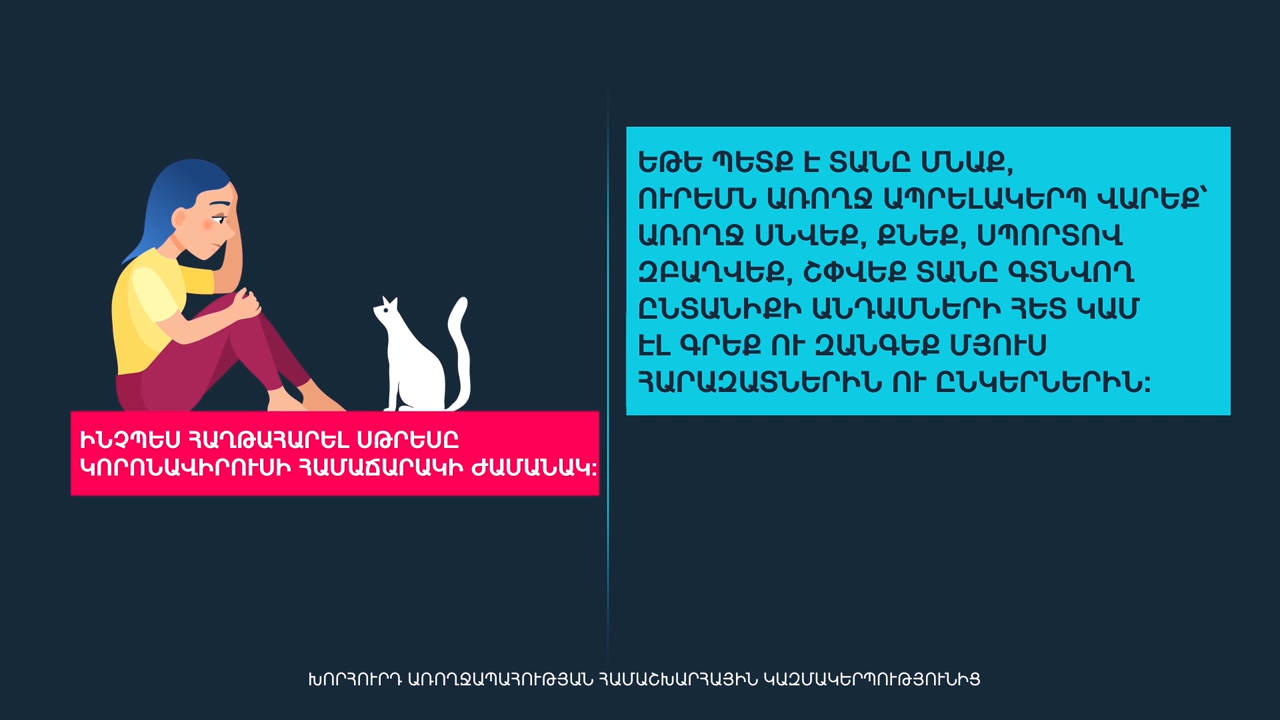 ԻՆՉՊԵՍ ՀԱՂԹԱՀԱՐԵԼ ՍԹՐԵՍԸ
ԿՈՐՈՆԱՎԻՐՈՒՍԻ ՀԱՄԱՃԱՐԱԿԻ ԺԱՄԱՆԱԿ:
ԵԹԵ ՊԵՏՔ Է ՏԱՆԸ ՄՆԱՔ,
ՈՒՐԵՄՆ ԱՌՈՂՋ ԱՊՐԵԼԱԿԵՐՊ ՎԱՐԵՔ՝
ԱՌՈՂՋ ՍՆՎԵՔ, ՔՆԵՔ, ՍՊՈՐՏՈՎ
ԶԲԱՂՎԵՔ, ՇՓՎԵՔ ՏԱՆԸ ԳՏՆՎՈՂ
ԸՆՏԱՆԻՔԻ ԱՆԴԱՄՆԵՐԻ ՀԵՏ ԿԱՄ
ԷԼ ԳՐԵՔ ՈՒ ԶԱՆԳԵՔ ՄՅՈՒՍ
ՀԱՐԱԶԱՏՆԵՐԻՆ ՈՒ ԸՆԿԵՐՆԵՐԻՆ:
ԽՈՐՀՈՒՐԴ ԱՌՈՂՋԱՊԱՀՈՒԹՅԱՆ ՀԱՄԱՇԽԱՐՀԱՅԻՆ ԿԱԶՄԱԿԵՐՊՈՒԹՅՈՒՆԻՑ